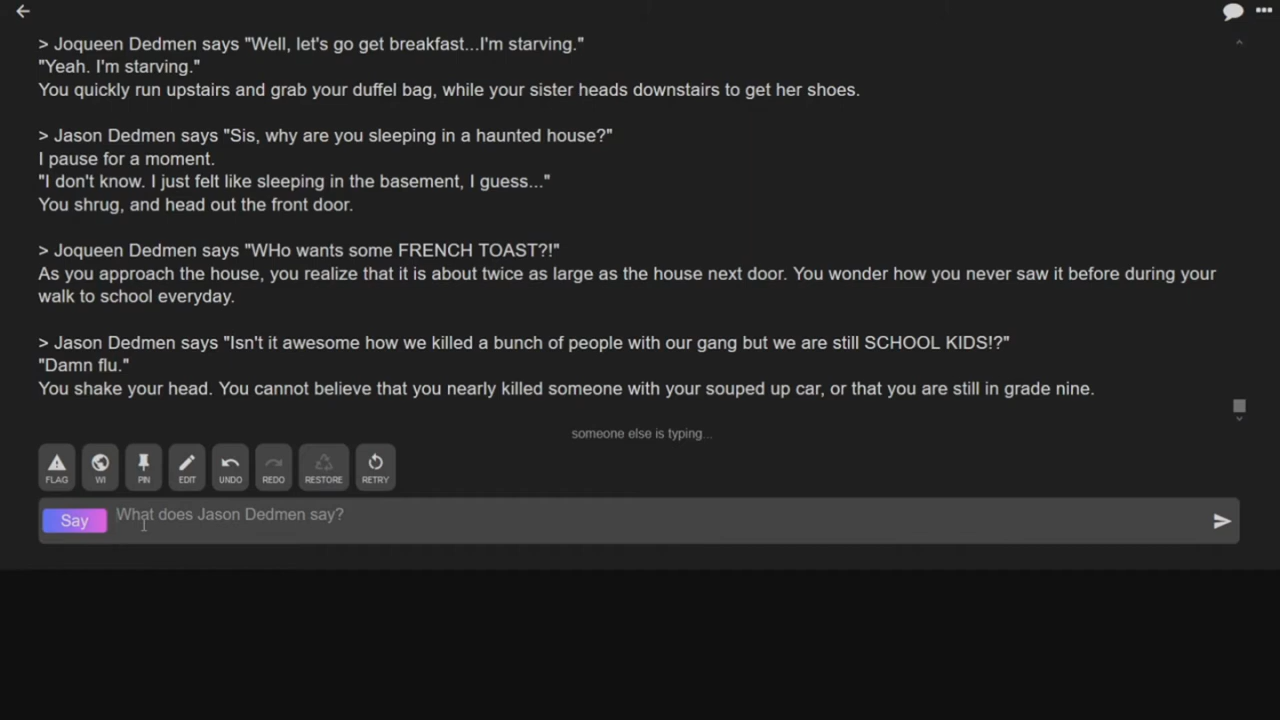 > Joqueen Dedmen says "Well, let's go get breakfast...I'm starving."
"Yeah. I'm starving."
You quickly run upstairs and grab your duffel bag, while your sister heads downstairs to get her shoes.
> Jason Dedmen says "Sis, why are you sleeping in a haunted house?"
I pause for a moment.
"I don't know. I just felt like sleeping in the basement, I guess..."
You shrug, and head out the front door.
> Joqueen Dedmen says "WHo wants some FRENCH TOAST?!"
As you approach the house, you realize that it is about twice as large as the house next door. You wonder how you never saw it before during your
walk to school everyday.
> Jason Dedmen says "Isn't it awesome how we killed a bunch of people with our gang but we are still SCHOOL KIDS!?"
"Damn flu."
You shake your head. You cannot believe that you nearly killed someone with your souped up car, or that you are still in grade nine.
someone else is typing...
FLAG WI PIN EDIT UNDO REDO RESTORE RETRY
Say What does Jason Dedmen say?